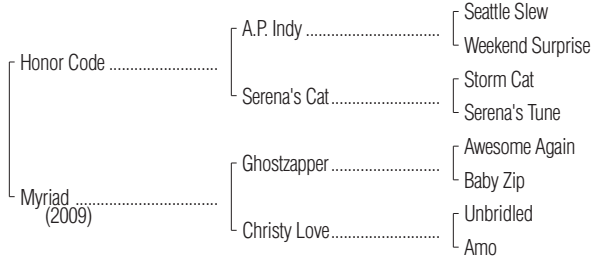 Seattle Slew
A.P. Indy ..............................
Weekend Surprise
Honor Code ........................
Storm Cat
Serena's Cat........................
Serena's Tune
Awesome Again
Ghostzapper........................
Baby Zip
Myriad ...............................
(2009)
Unbridled
Christy Love........................
Amo